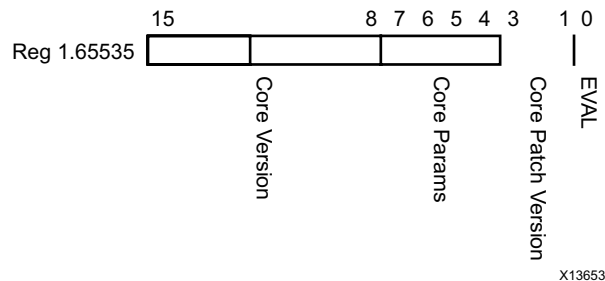 15 8 7 6 5 4 3 1 0
Reg 1.65535
Core Version
Core Params
Core Patch Version
EVAL
X13653